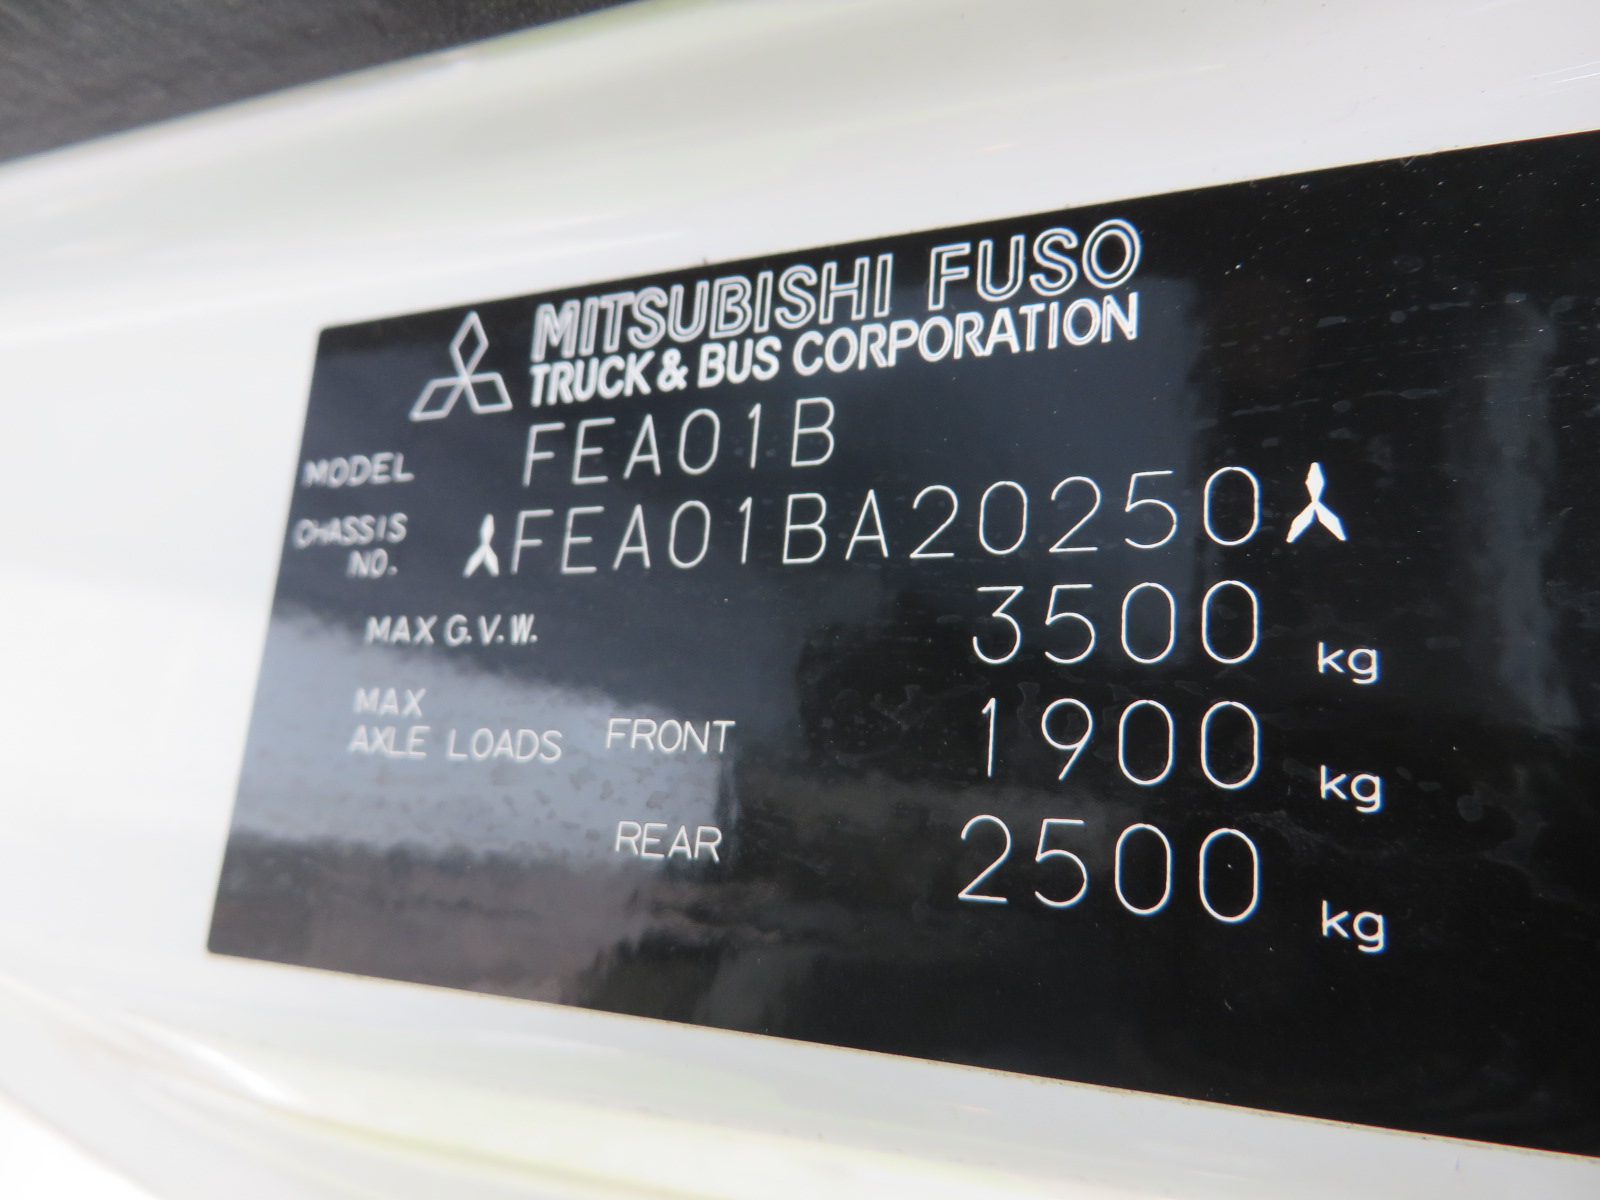 MITSUBISHI FUSO
TRUCK & BUS CORPORATION
MODEL FEA01B
CHASSIS NO. FEA01BA20250
MAX G.V.W. 3500 kg
MAX AXLE LOADS FRONT 1900 kg
REAR 2500 kg